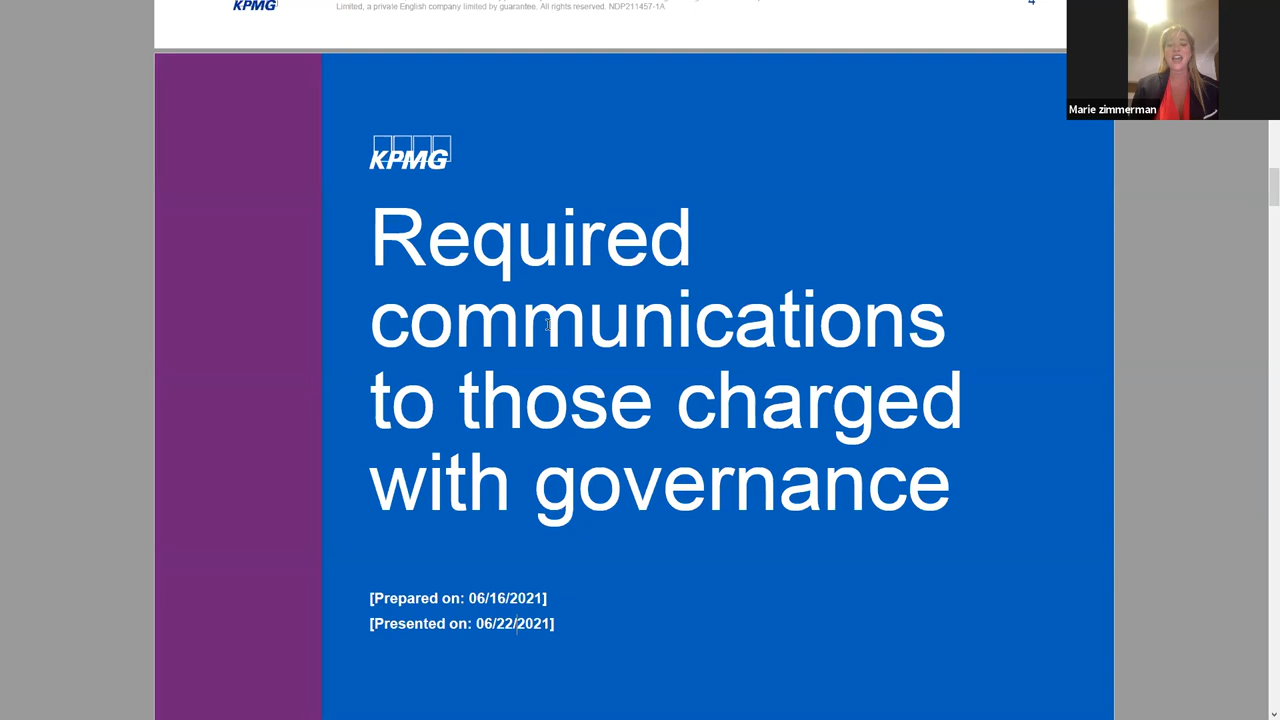 KPMG
Limited, a private English company limited by guarantee. All rights reserved. NDP211457-1A
4
Marie zimmerman
KPMG
Required
communications
to those charged
with governance
[Prepared on: 06/16/2021]
[Presented on: 06/22/2021]